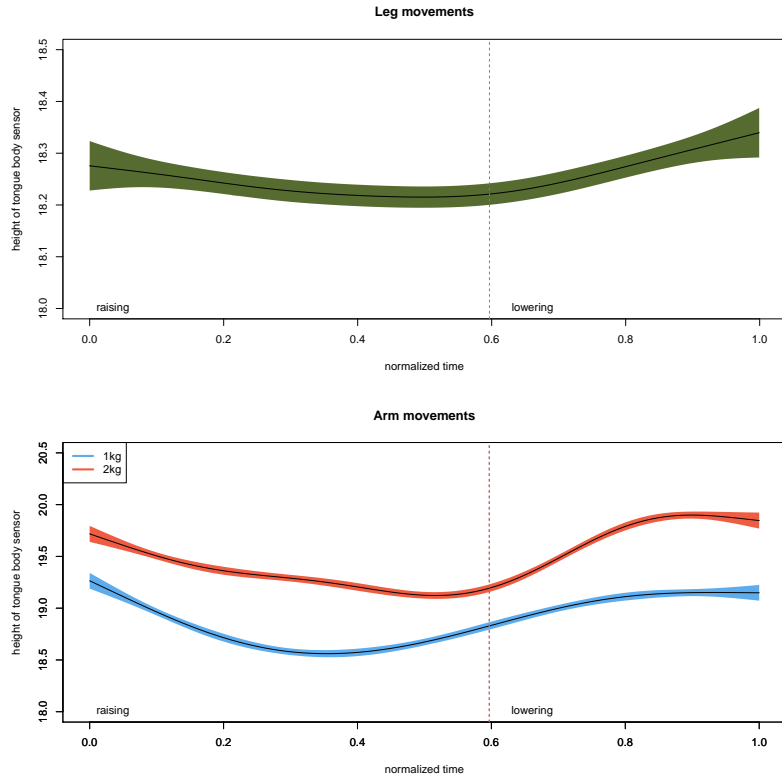 Leg movements
height of tongue body sensor
18.5
18.4
18.3
18.2
18.1
18.0
raising
lowering
0.0 0.2 0.4 0.6 0.8 1.0
normalized time
Arm movements
height of tongue body sensor
20.5
20.0
19.5
19.0
18.5
18.0
1kg
2kg
raising
lowering
0.0 0.2 0.4 0.6 0.8 1.0
normalized time